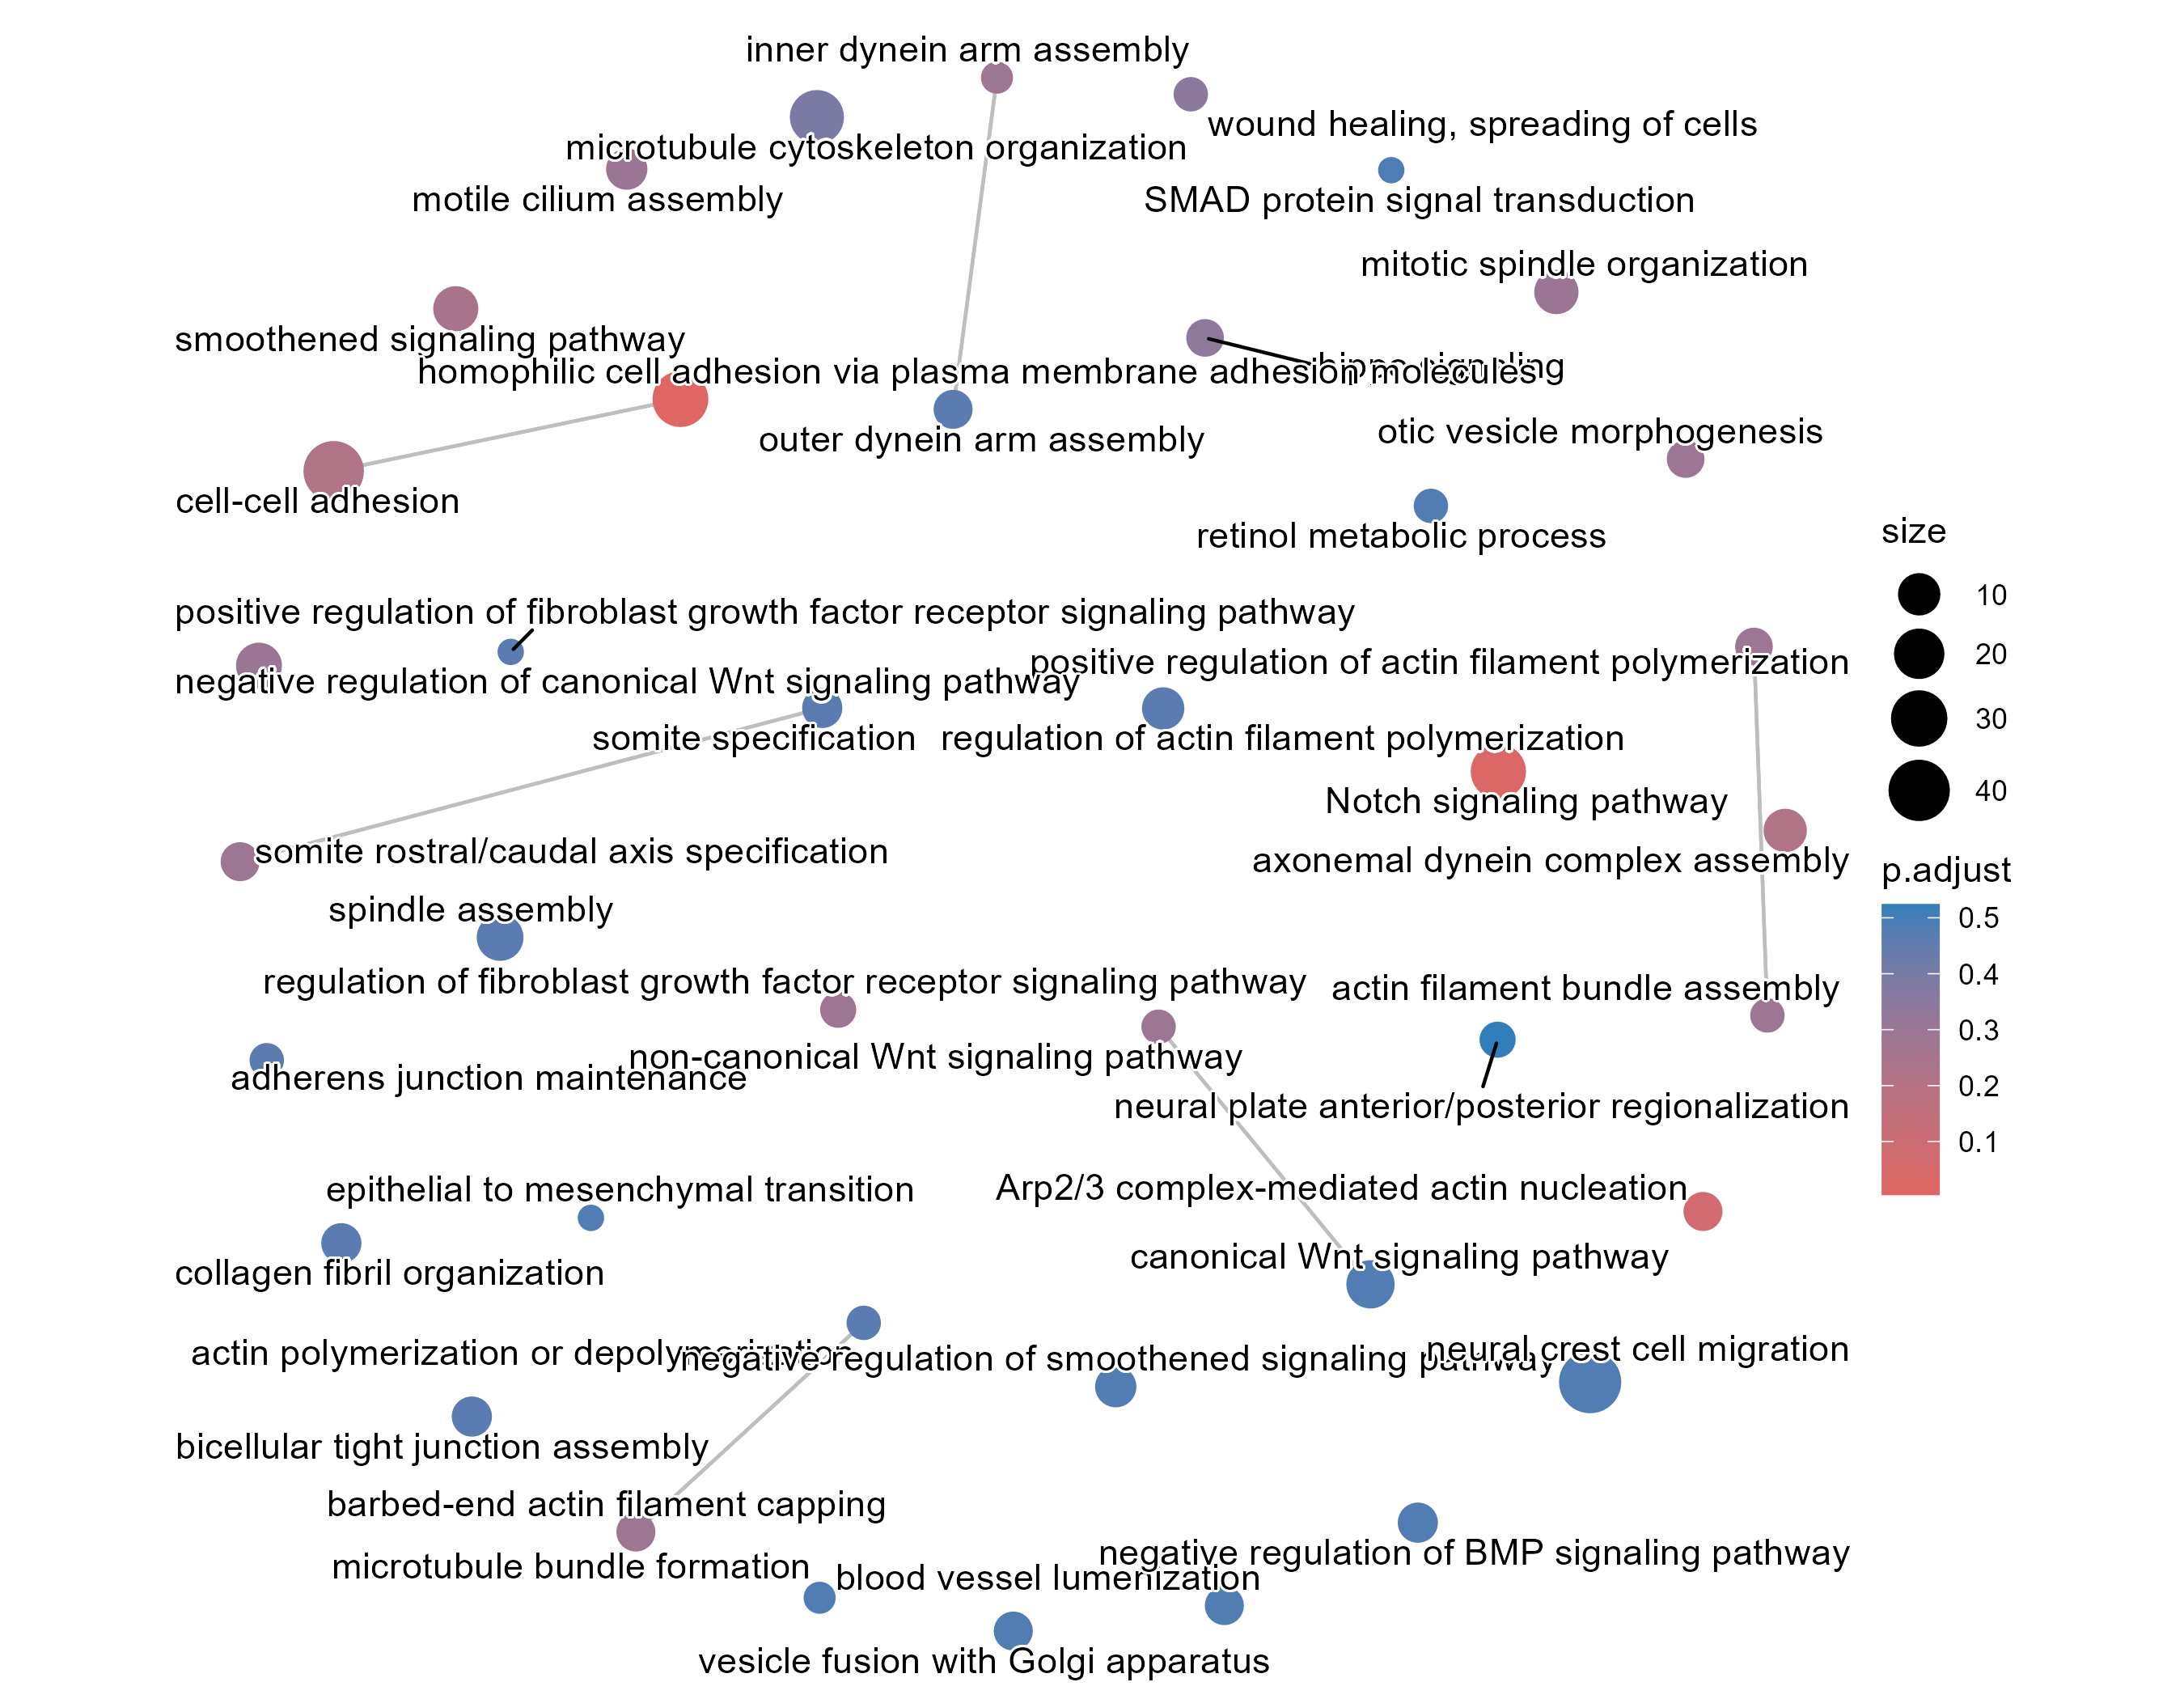 inner dynein arm assembly
wound healing, spreading of cells
microtubule cytoskeleton organization
motile cilium assembly
SMAD protein signal transduction
mitotic spindle organization
smoothened signaling pathway
hippo signaling
homophilic cell adhesion via plasma membrane adhesion molecules
otic vesicle morphogenesis
outer dynein arm assembly
cell-cell adhesion
retinol metabolic process
size
10
20
30
40
positive regulation of fibroblast growth factor receptor signaling pathway
positive regulation of actin filament polymerization
negative regulation of canonical Wnt signaling pathway
somite specification
regulation of actin filament polymerization
Notch signaling pathway
somite rostral/caudal axis specification
axonemal dynein complex assembly
p.adjust
0.5
0.4
0.3
0.2
0.1
spindle assembly
regulation of fibroblast growth factor receptor signaling pathway
actin filament bundle assembly
non-canonical Wnt signaling pathway
adherens junction maintenance
neural plate anterior/posterior regionalization
epithelial to mesenchymal transition
Arp2/3 complex-mediated actin nucleation
canonical Wnt signaling pathway
collagen fibril organization
neural crest cell migration
actin polymerization or depolymerization
negative regulation of smoothened signaling pathway
bicellular tight junction assembly
barbed-end actin filament capping
negative regulation of BMP signaling pathway
microtubule bundle formation
blood vessel lumenization
vesicle fusion with Golgi apparatus